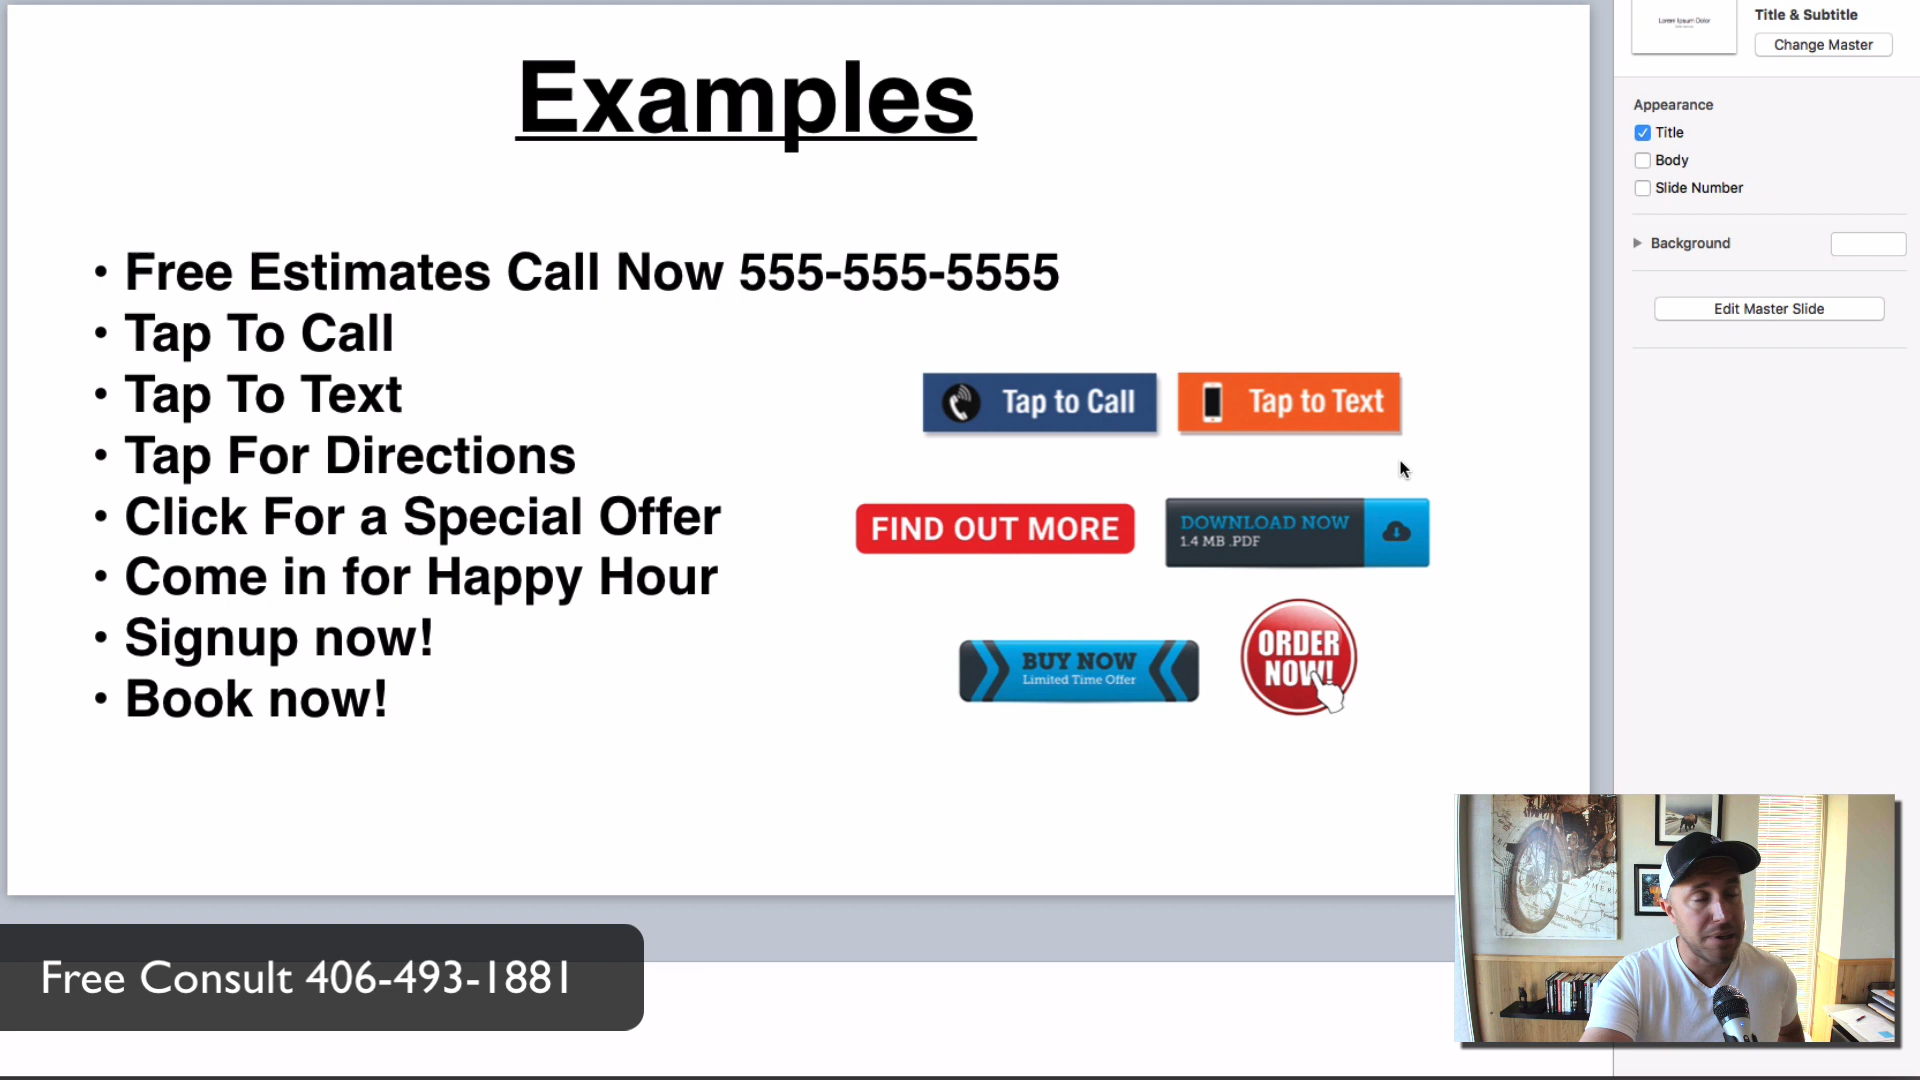 Examples
• Free Estimates Call Now 555-555-5555
• Tap To Call
• Tap To Text
• Tap For Directions
• Click For a Special Offer
• Come in for Happy Hour
• Signup now!
• Book now!
Tap to Call
Tap to Text
FIND OUT MORE
DOWNLOAD NOW
1.4 MB .PDF
BUY NOW
Limited Time Offer
ORDER
NOW!
Free Consult 406-493-1881
Lorem Ipsum Dolor
Title & Subtitle
Change Master
Appearance
Title
Body
Slide Number
Background
Edit Master Slide